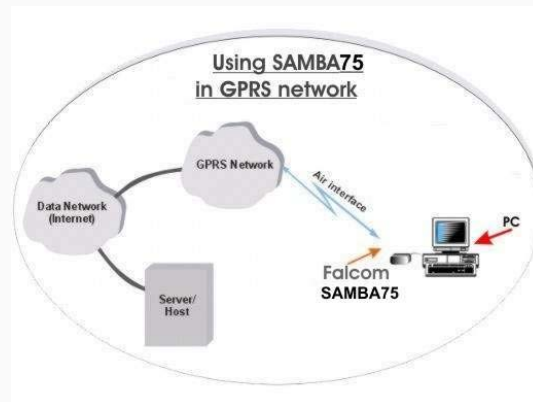 Using SAMBA75
in GPRS network
GPRS Network
Air interface
Data Network
(Internet)
PC
Falcom
SAMBA75
Server/
Host